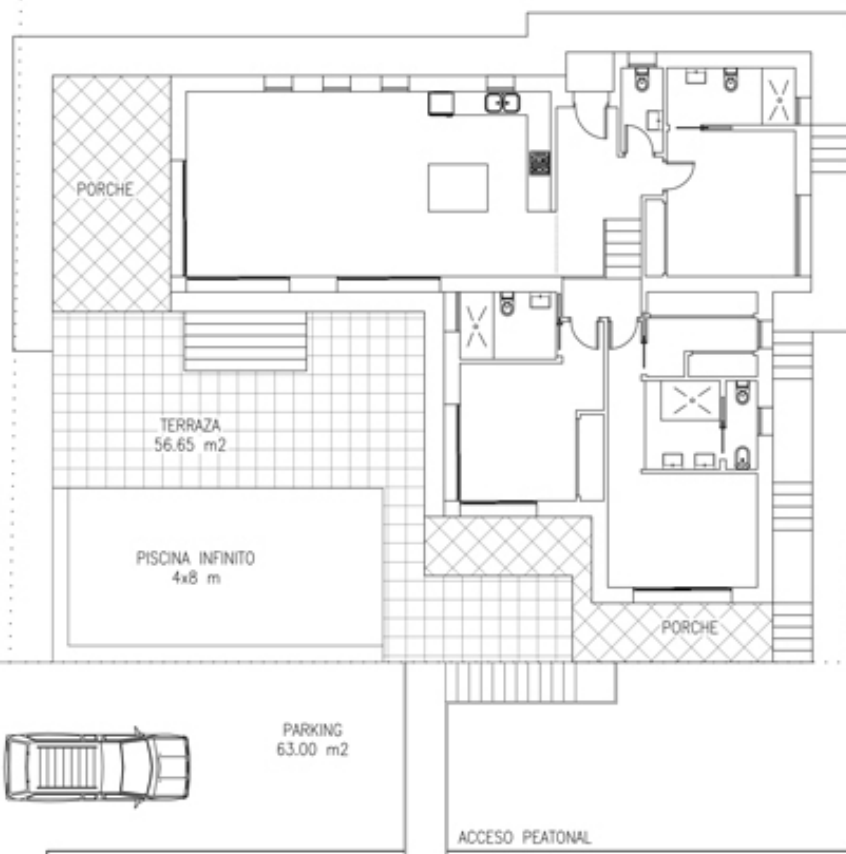 PORCHE
TERRAZA
56.65 m2
PISCINA INFINITO
4x8 m
PORCHE
PARKING
63.00 m2
ACCESO PEATONAL